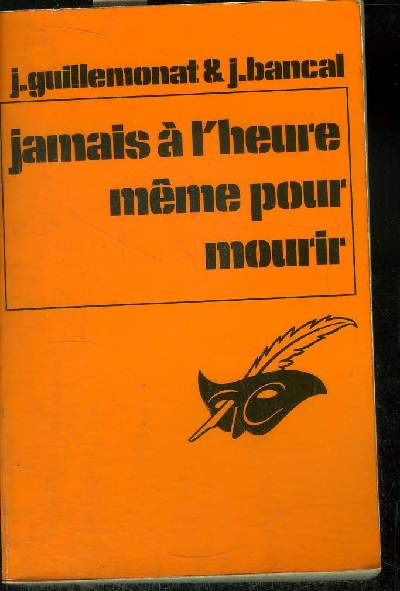 j.guillemonat & j.bancal
jamais à l'heure
même pour
mourir